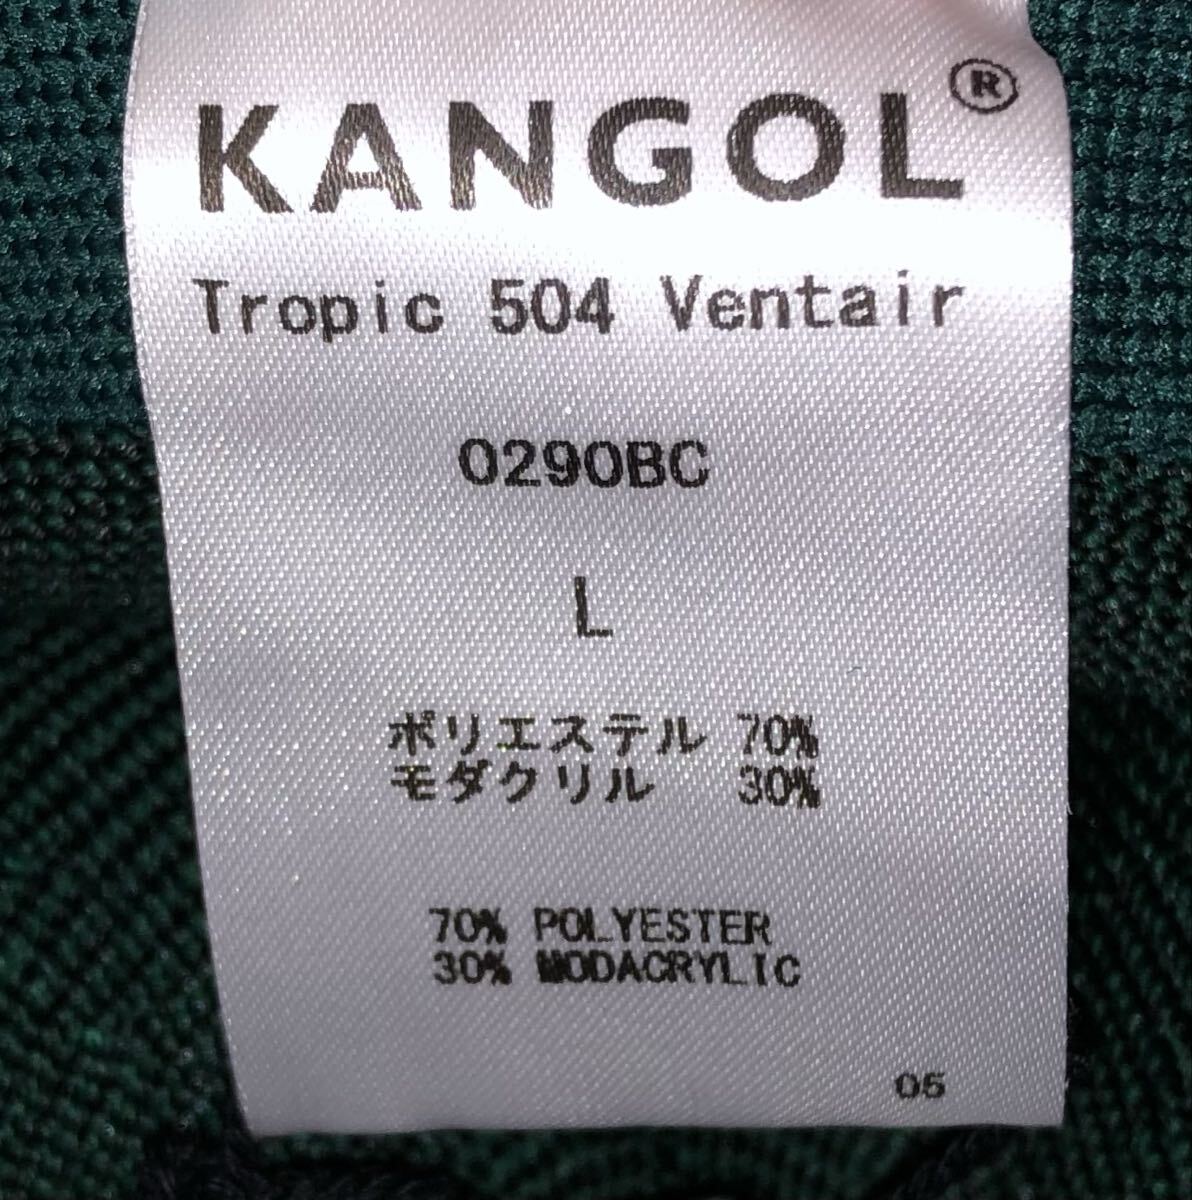 KANGOL®
Tropic 504 Ventair
0290BC
L
ポリエステル 70%
モダクリル 30%
70% POLYESTER
30% MODACRYLIC
05